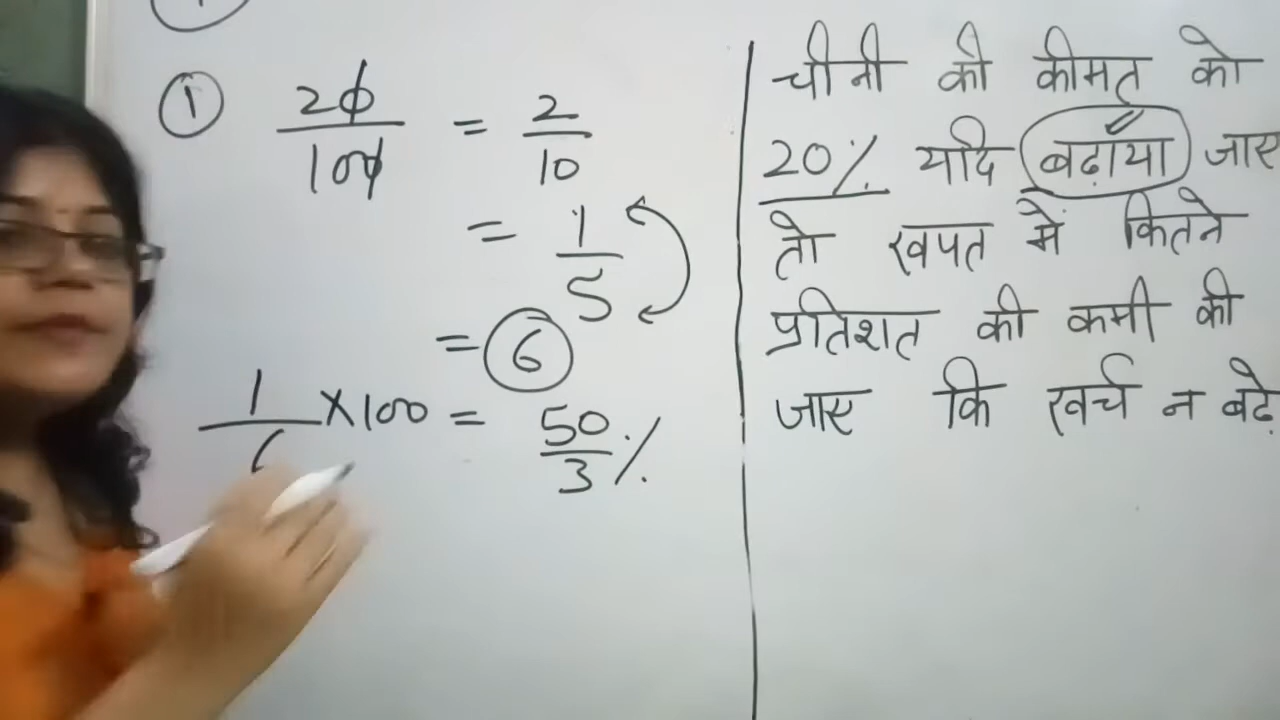 ① 20/100 = 2/10
= 1/5
= 6
1/6 × 100 = 50/3 %
चीनी की कीमत को
20% यदि बढ़ाया जाए
तो खपत में कितने
प्रतिशत की कमी की
जाए कि खर्च न बढ़े